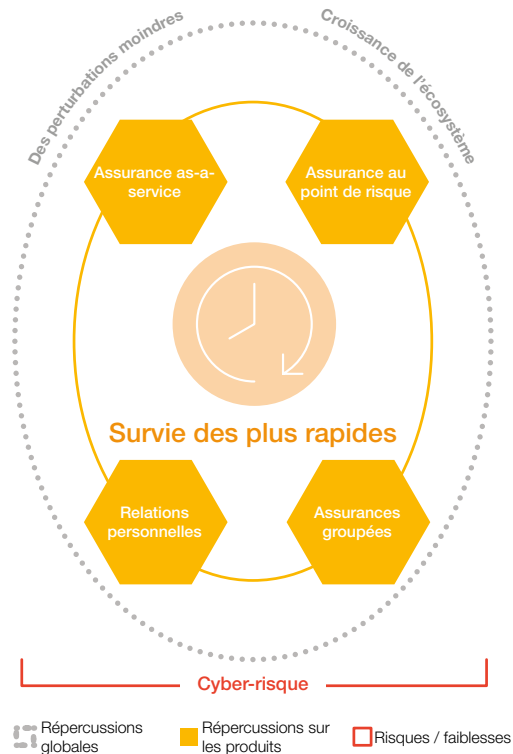 Des perturbations moindres
Croissance de l'écosystème
Assurance as-a-
service
Assurance au
point de risque
Survie des plus rapides
Relations
personnelles
Assurances
groupées
Cyber-risque
Répercussions
globales
Répercussions sur
les produits
Risques / faiblesses